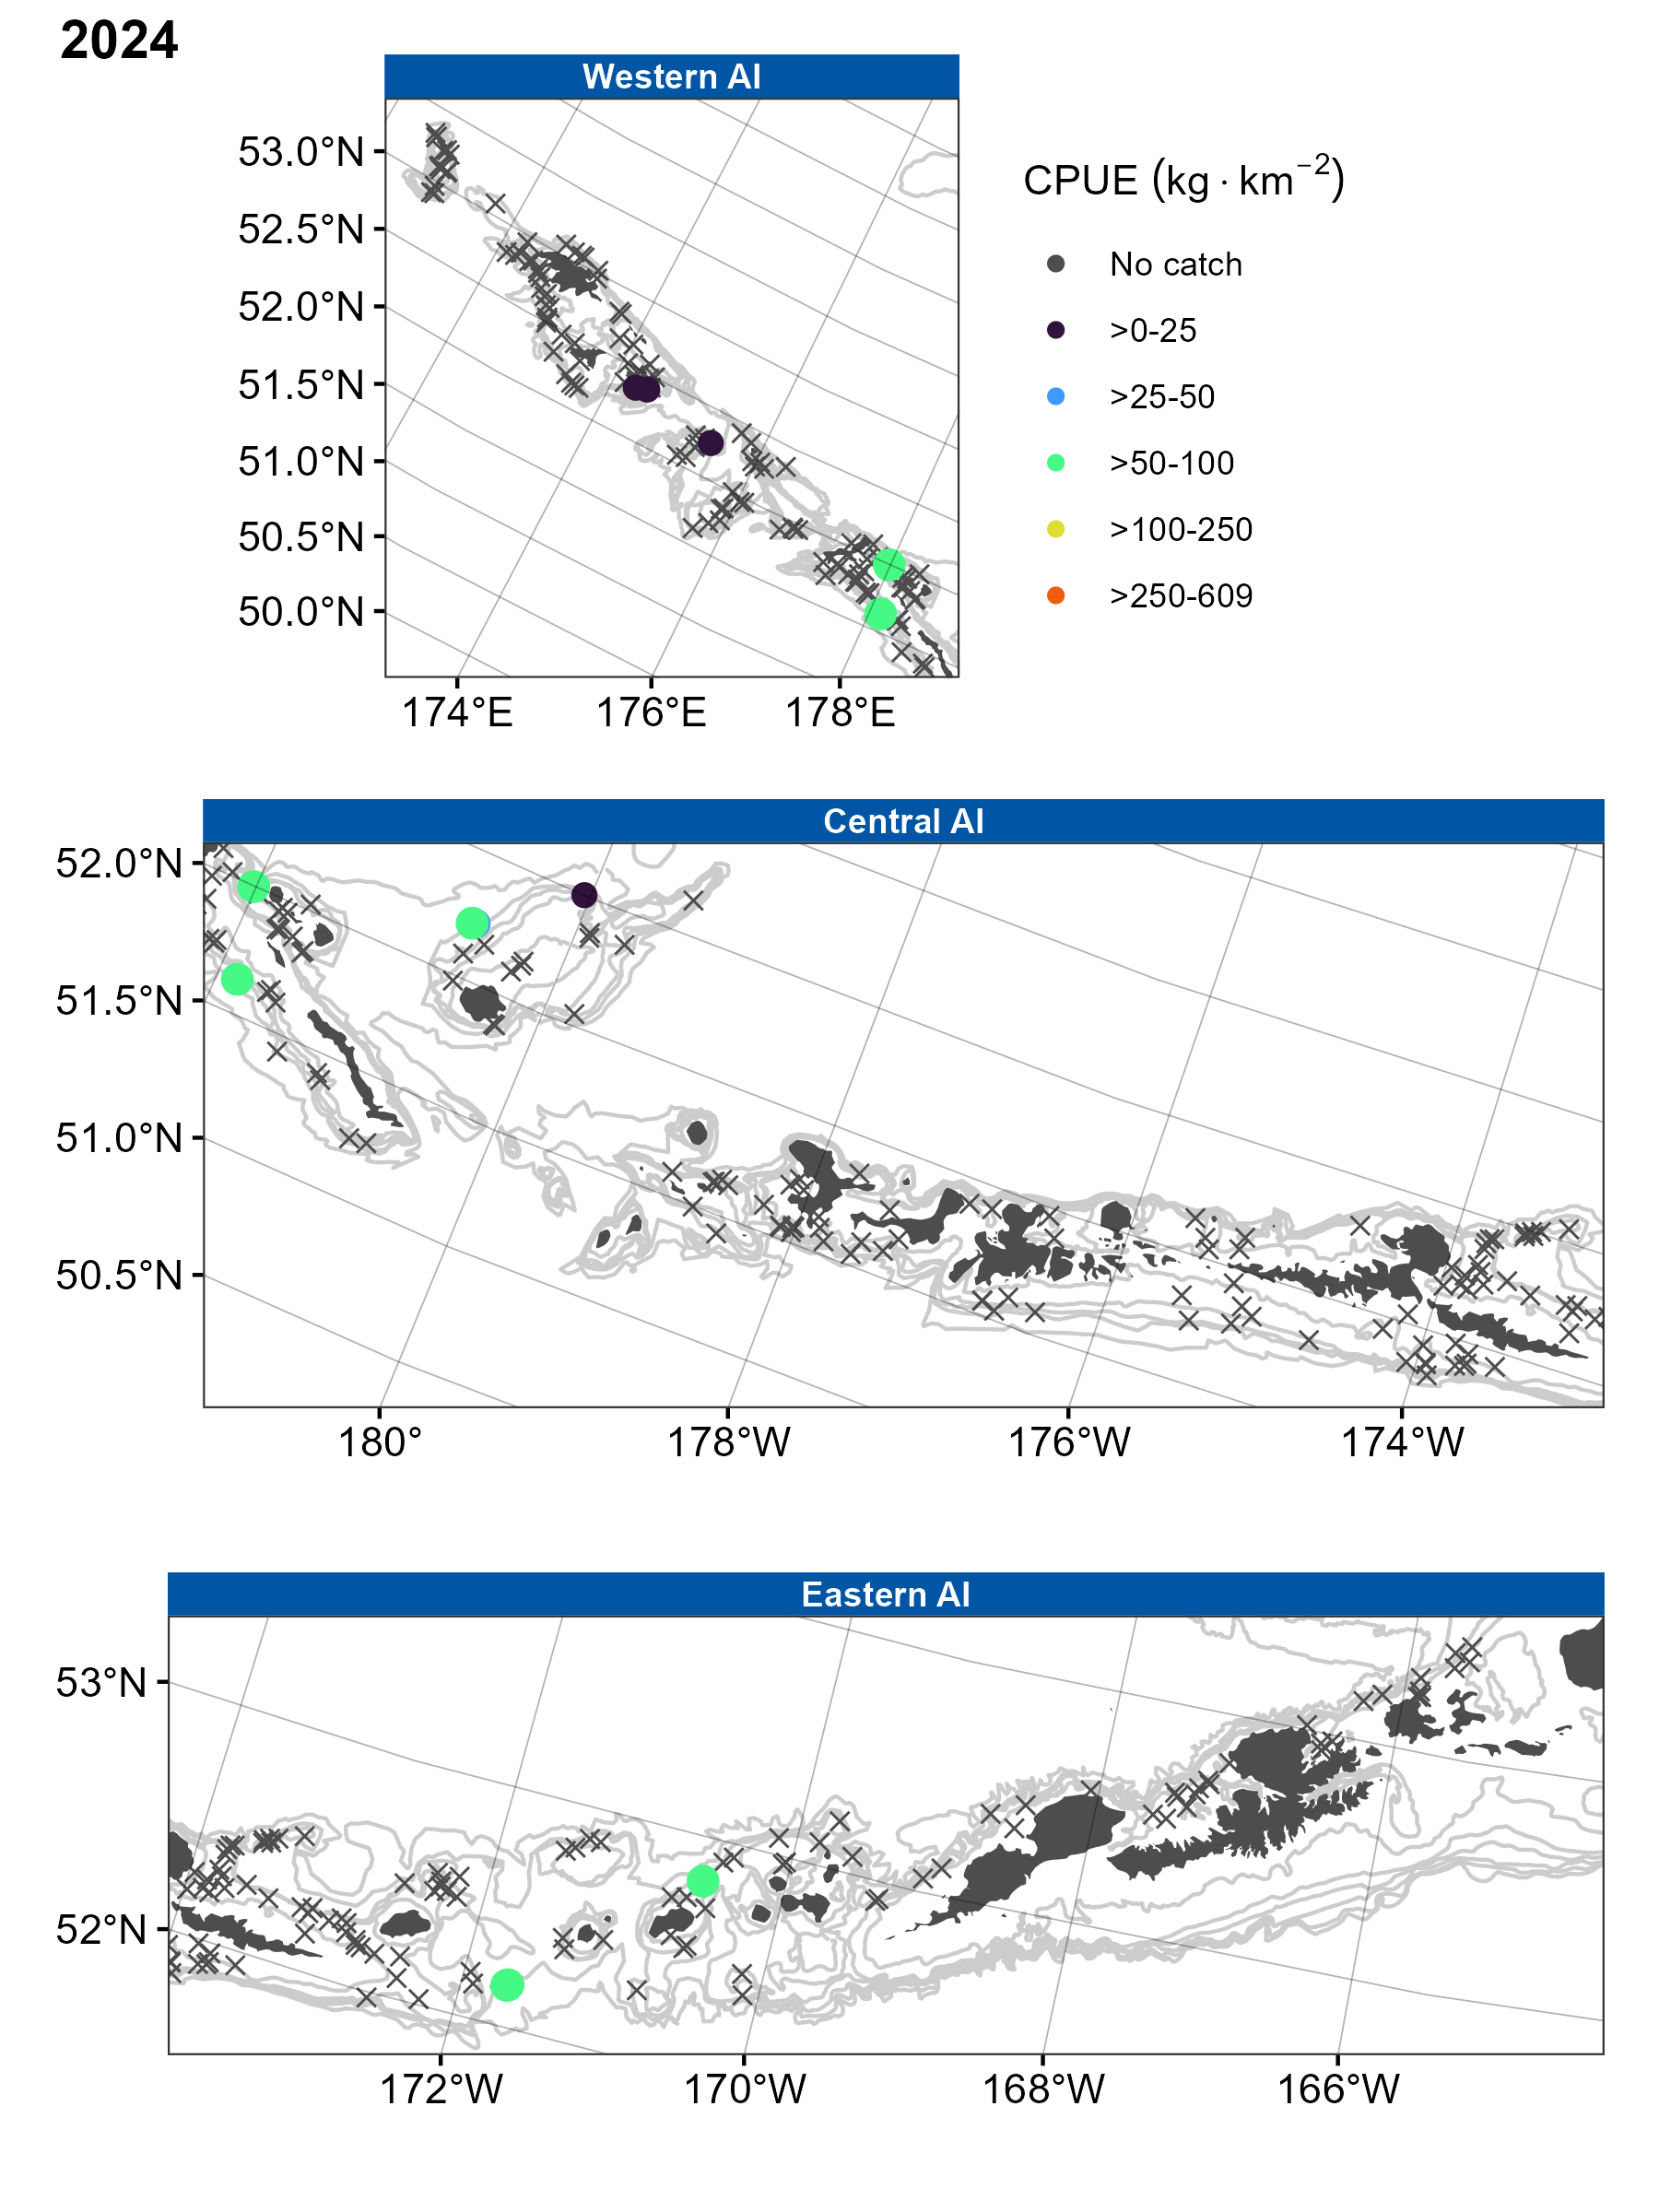 2024
Western AI
53.0°N
52.5°N
52.0°N
51.5°N
51.0°N
50.5°N
50.0°N
174°E 176°E 178°E
CPUE (kg · km⁻²)
No catch
>0-25
>25-50
>50-100
>100-250
>250-609
Central AI
52.0°N
51.5°N
51.0°N
50.5°N
180° 178°W 176°W 174°W
Eastern AI
53°N
52°N
172°W 170°W 168°W 166°W